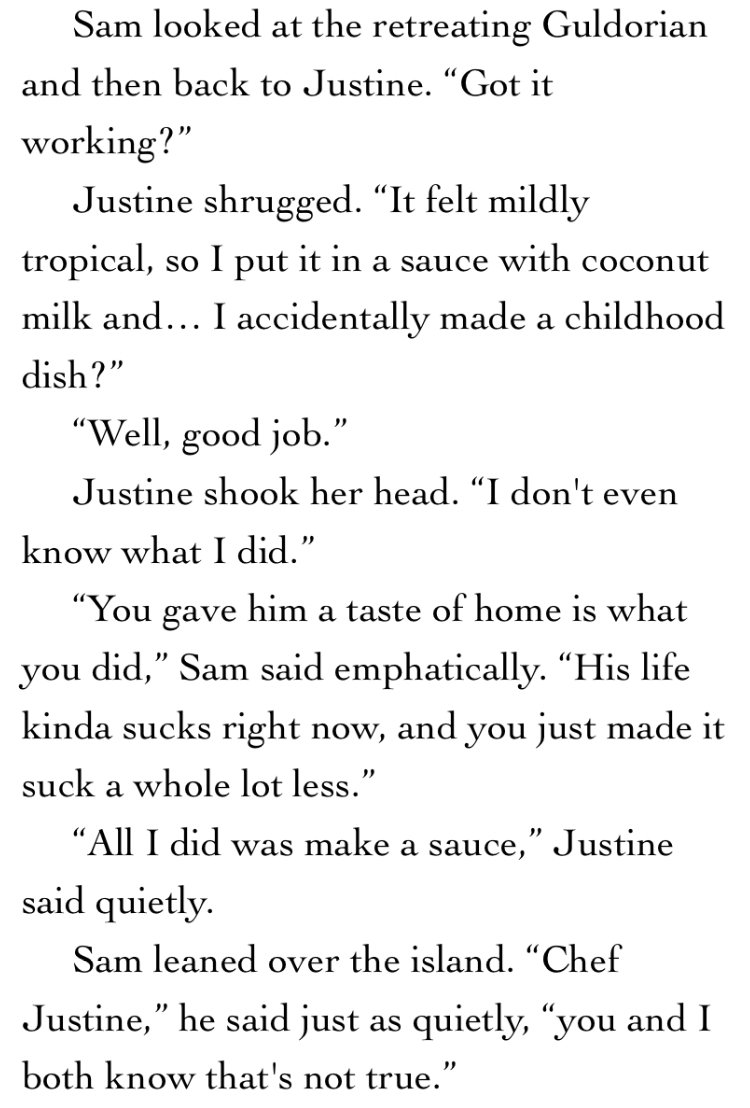 Sam looked at the retreating Guldorian
and then back to Justine. “Got it
working?”
Justine shrugged. “It felt mildly
tropical, so I put it in a sauce with coconut
milk and… I accidentally made a childhood
dish?”
“Well, good job.”
Justine shook her head. “I don't even
know what I did.”
“You gave him a taste of home is what
you did,” Sam said emphatically. “His life
kinda sucks right now, and you just made it
suck a whole lot less.”
“All I did was make a sauce,” Justine
said quietly.
Sam leaned over the island. “Chef
Justine,” he said just as quietly, “you and I
both know that's not true.”